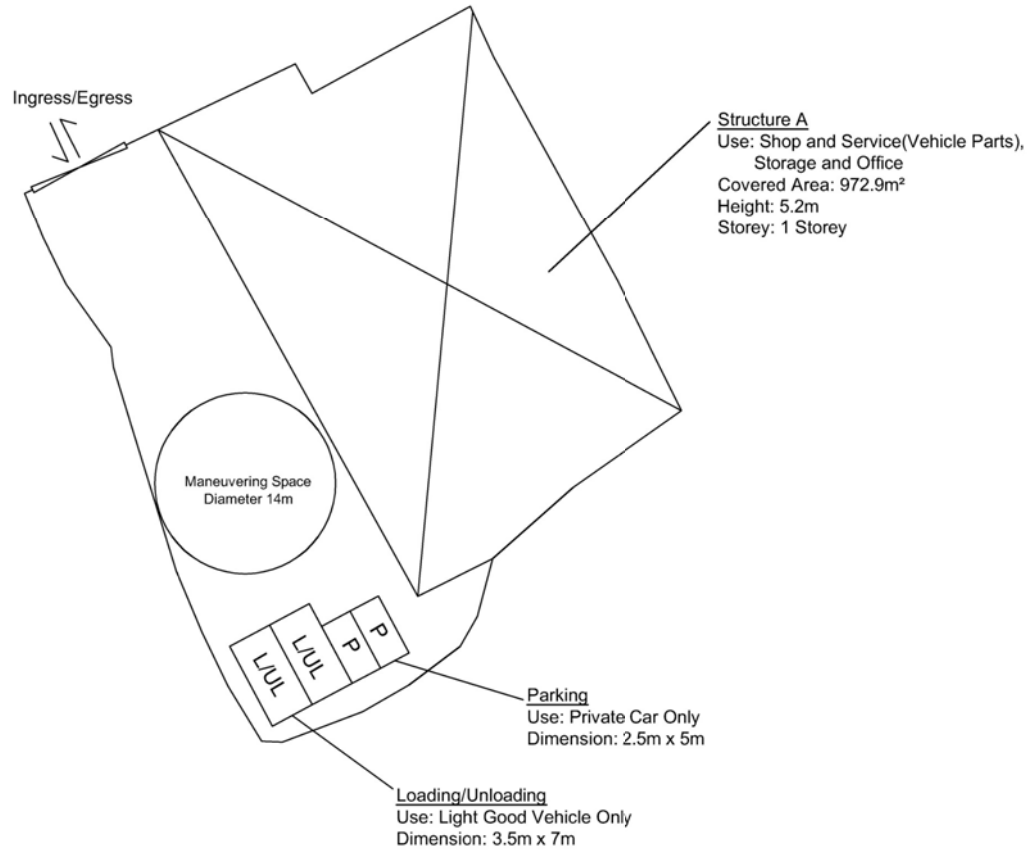 Ingress/Egress
Structure A
Use: Shop and Service(Vehicle Parts),
Storage and Office
Covered Area: 972.9m²
Height: 5.2m
Storey: 1 Storey
Maneuvering Space
Diameter 14m
L/UL
L/UL
P
P
Parking
Use: Private Car Only
Dimension: 2.5m x 5m
Loading/Unloading
Use: Light Good Vehicle Only
Dimension: 3.5m x 7m